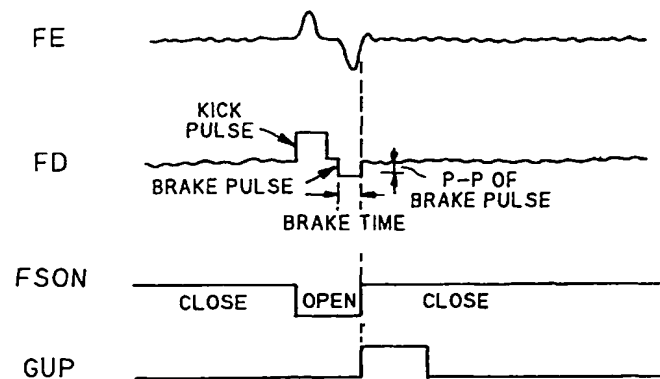 FE
KICK
PULSE
FD
BRAKE PULSE
P-P OF
BRAKE PULSE
BRAKE TIME
FSON
CLOSE OPEN CLOSE
GUP